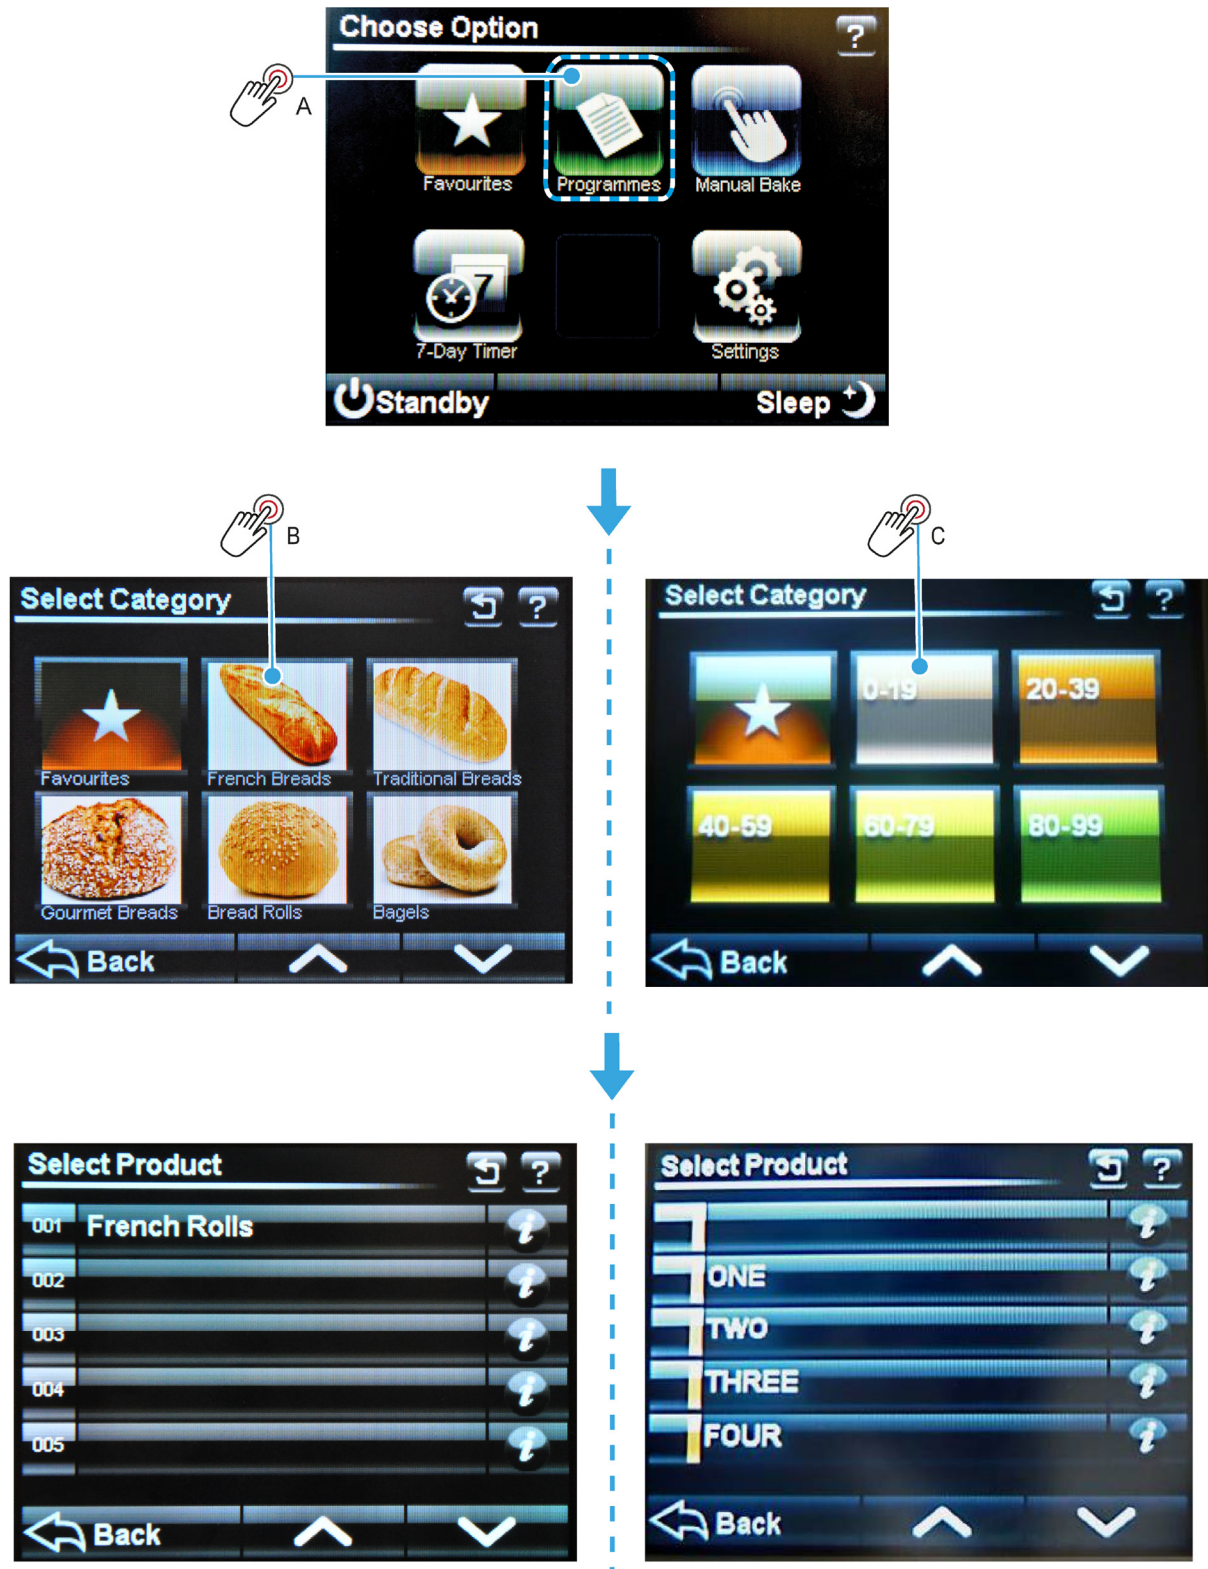 Choose Option
?
A
Favourites
Programmes
Manual Bake
7
7-Day Timer
Settings
Standby
Sleep
B
C
Select Category
?
Favourites
French Breads
Traditional Breads
Gourmet Breads
Bread Rolls
Bagels
Back
Select Category
?
0-19
20-39
40-59
60-79
80-99
Back
Select Product
?
001 French Rolls i
002 i
003 i
004 i
005 i
Back
Select Product
?
i
ONE i
TWO i
THREE i
FOUR i
Back